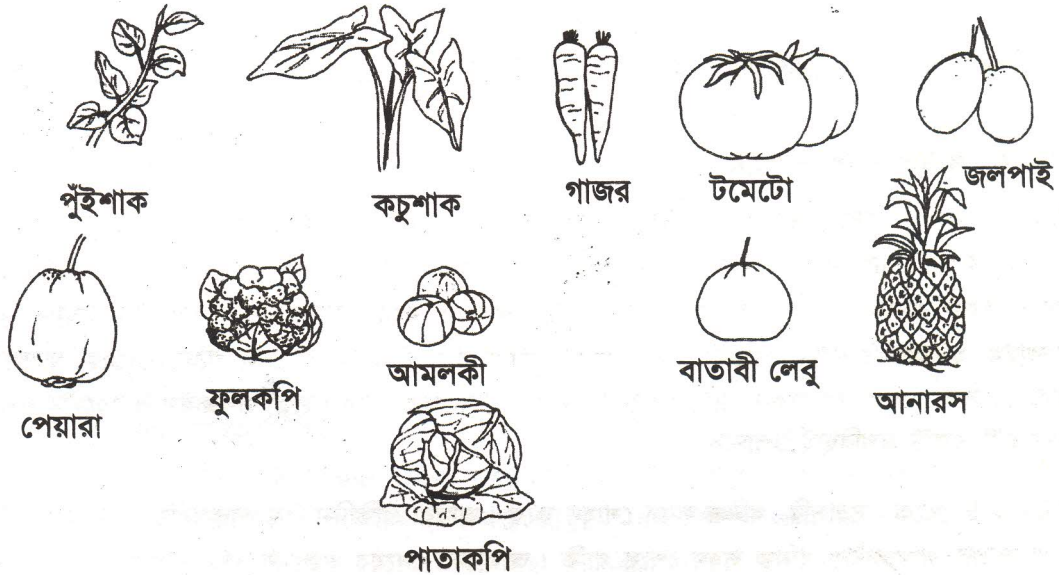 পুঁইশাক
কচুশাক
গাজর
টমেটো
জলপাই
পেয়ারা
ফুলকপি
আমলকী
বাতাবী লেবু
আনারস
পাতাকপি